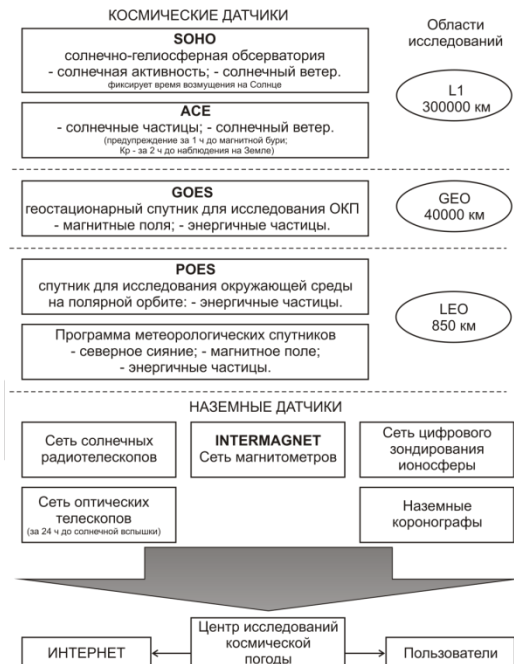 КОСМИЧЕСКИЕ ДАТЧИКИ
Области
исследований
SOHO
солнечно-гелиосферная обсерватория
- солнечная активность; - солнечный ветер.
фиксирует время возмущения на Солнце
L1
300000 км
ACE
- солнечные частицы; - солнечный ветер.
(предупреждение за 1 ч до магнитной бури;
Кр - за 2 ч до наблюдения на Земле)
GOES
геостационарный спутник для исследования ОКП
- магнитные поля; - энергичные частицы.
GEO
40000 км
POES
спутник для исследования окружающей среды
на полярной орбите: - энергичные частицы.
LEO
850 км
Программа метеорологических спутников
- северное сияние; - магнитное поле;
- энергичные частицы.
НАЗЕМНЫЕ ДАТЧИКИ
Сеть солнечных
радиотелескопов
INTERMAGNET
Сеть магнитометров
Сеть цифрового
зондирования
ионосферы
Сеть оптических
телескопов
(за 24 ч до солнечной вспышки)
Наземные
коронографы
Центр исследований
космической
погоды
ИНТЕРНЕТ
Пользователи